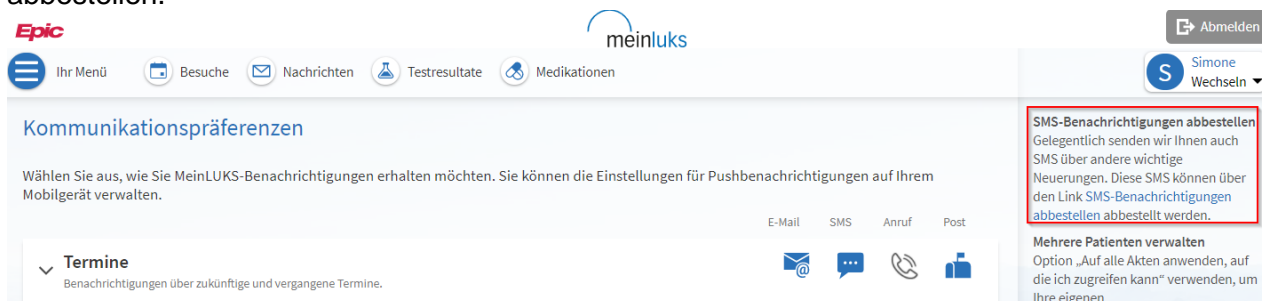 abbestellen.
Epic
meinluks
Abmelden
Ihr Menü Besuche Nachrichten Testresultate Medikationen
S Simone
Wechseln
Kommunikationspräferenzen
Wählen Sie aus, wie Sie MeinLUKS-Benachrichtigungen erhalten möchten. Sie können die Einstellungen für Pushbenachrichtigungen auf Ihrem
Mobilgerät verwalten.
E-Mail SMS Anruf Post
Termine
Benachrichtigungen über zukünftige und vergangene Termine.
SMS-Benachrichtigungen abbestellen
Gelegentlich senden wir Ihnen auch
SMS über andere wichtige
Neuerungen. Diese SMS können über
den Link SMS-Benachrichtigungen
abbestellen abbestellt werden.
Mehrere Patienten verwalten
Option „Auf alle Akten anwenden, auf
die ich zugreifen kann“ verwenden, um
Ihre eigenen